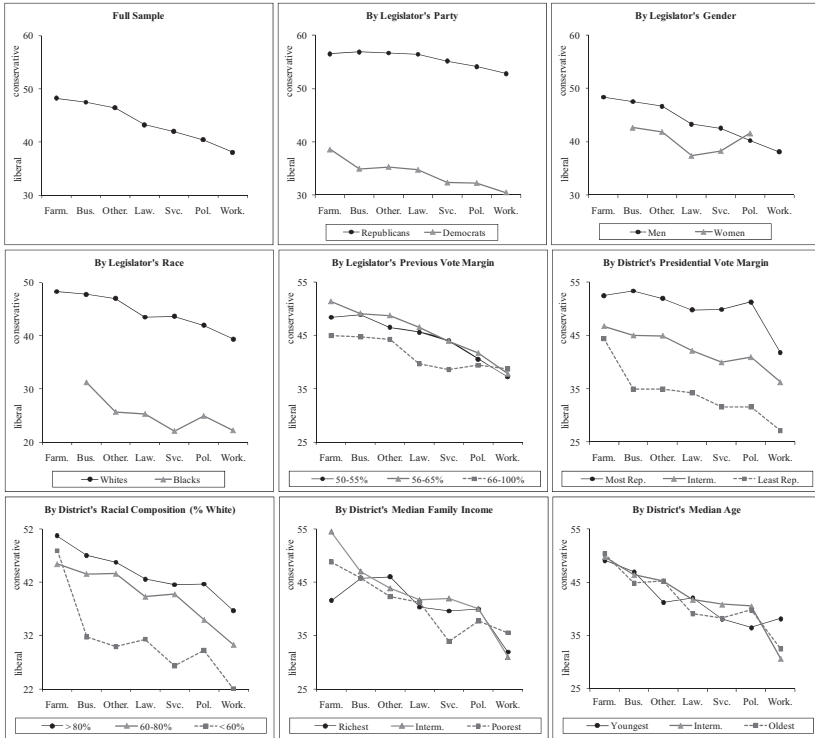 Full Sample
conservative
liberal
60
50
40
30
Farm. Bus. Other. Law. Svc. Pol. Work.
By Legislator's Party
conservative
liberal
60
50
40
30
Farm. Bus. Other. Law. Svc. Pol. Work.
Republicans Democrats
By Legislator's Gender
conservative
liberal
60
50
40
30
Farm. Bus. Other. Law. Svc. Pol. Work.
Men Women
By Legislator's Race
conservative
liberal
50
40
30
20
Farm. Bus. Other. Law. Svc. Pol. Work.
Whites Blacks
By Legislator's Previous Vote Margin
conservative
liberal
55
45
35
25
Farm. Bus. Other. Law. Svc. Pol. Work.
50-55% 56-65% 66-100%
By District's Presidential Vote Margin
conservative
liberal
55
45
35
25
Farm. Bus. Other. Law. Svc. Pol. Work.
Most Rep. Interm. Least Rep.
By District's Racial Composition (% White)
conservative
liberal
52
42
32
22
Farm. Bus. Other. Law. Svc. Pol. Work.
>80% 60-80% <60%
By District's Median Family Income
conservative
liberal
55
45
35
25
Farm. Bus. Other. Law. Svc. Pol. Work.
Richest Interm. Poorest
By District's Median Age
conservative
liberal
55
45
35
25
Farm. Bus. Other. Law. Svc. Pol. Work.
Youngest Interm. Oldest